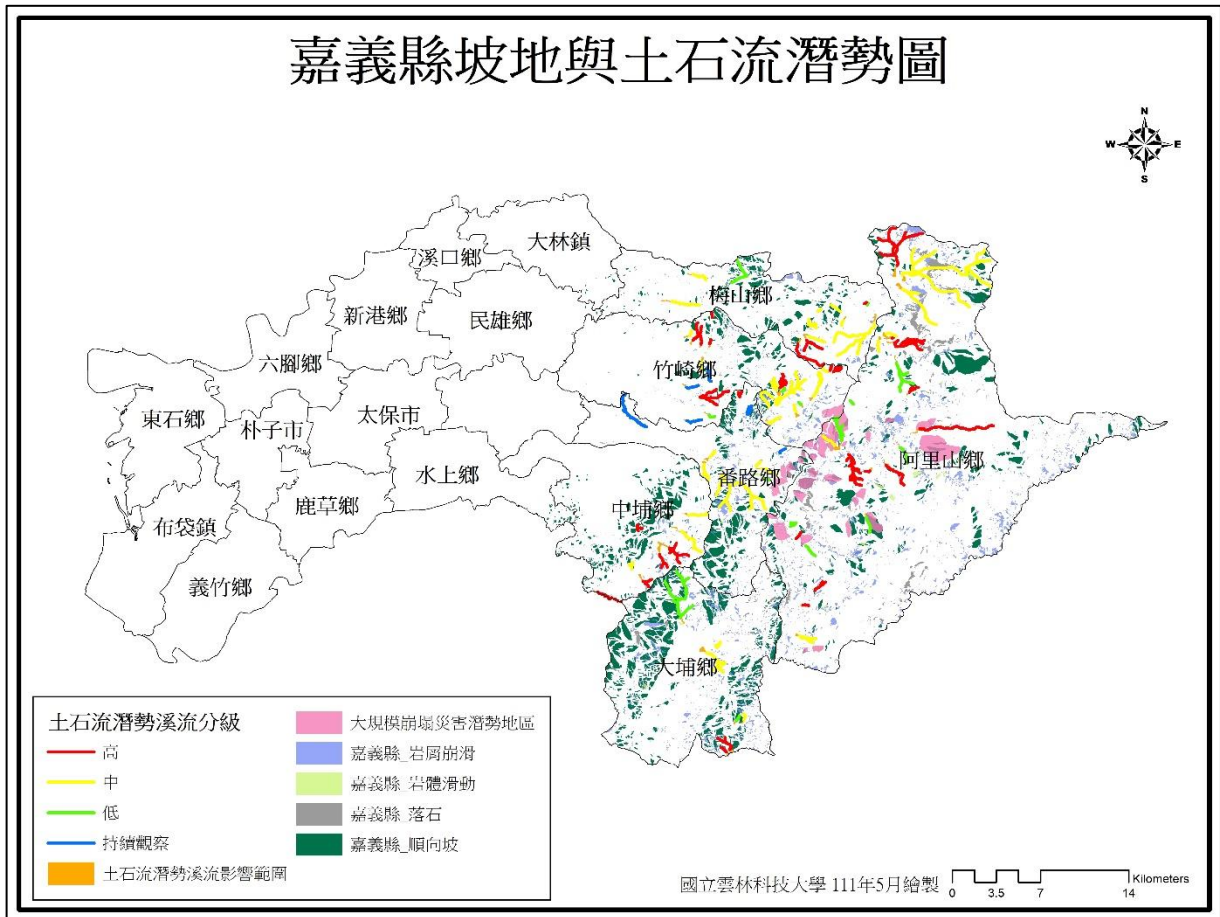 嘉義縣坡地與土石流潛勢圖
N
W E
S
大林鎮
溪口鄉
梅山鄉
新港鄉
民雄鄉
六腳鄉
竹崎鄉
東石鄉
朴子市
太保市
阿里山鄉
水上鄉
番路鄉
鹿草鄉
中埔鄉
布袋鎮
義竹鄉
大埔鄉
土石流潛勢溪流分級
高
中
低
持續觀察
土石流潛勢溪流影響範圍
大規模崩塌災害潛勢地區
嘉義縣_岩屑崩滑
嘉義縣_岩體滑動
嘉義縣_落石
嘉義縣_順向坡
國立雲林科技大學 111年5月繪製
Kilometers
0 3.5 7 14